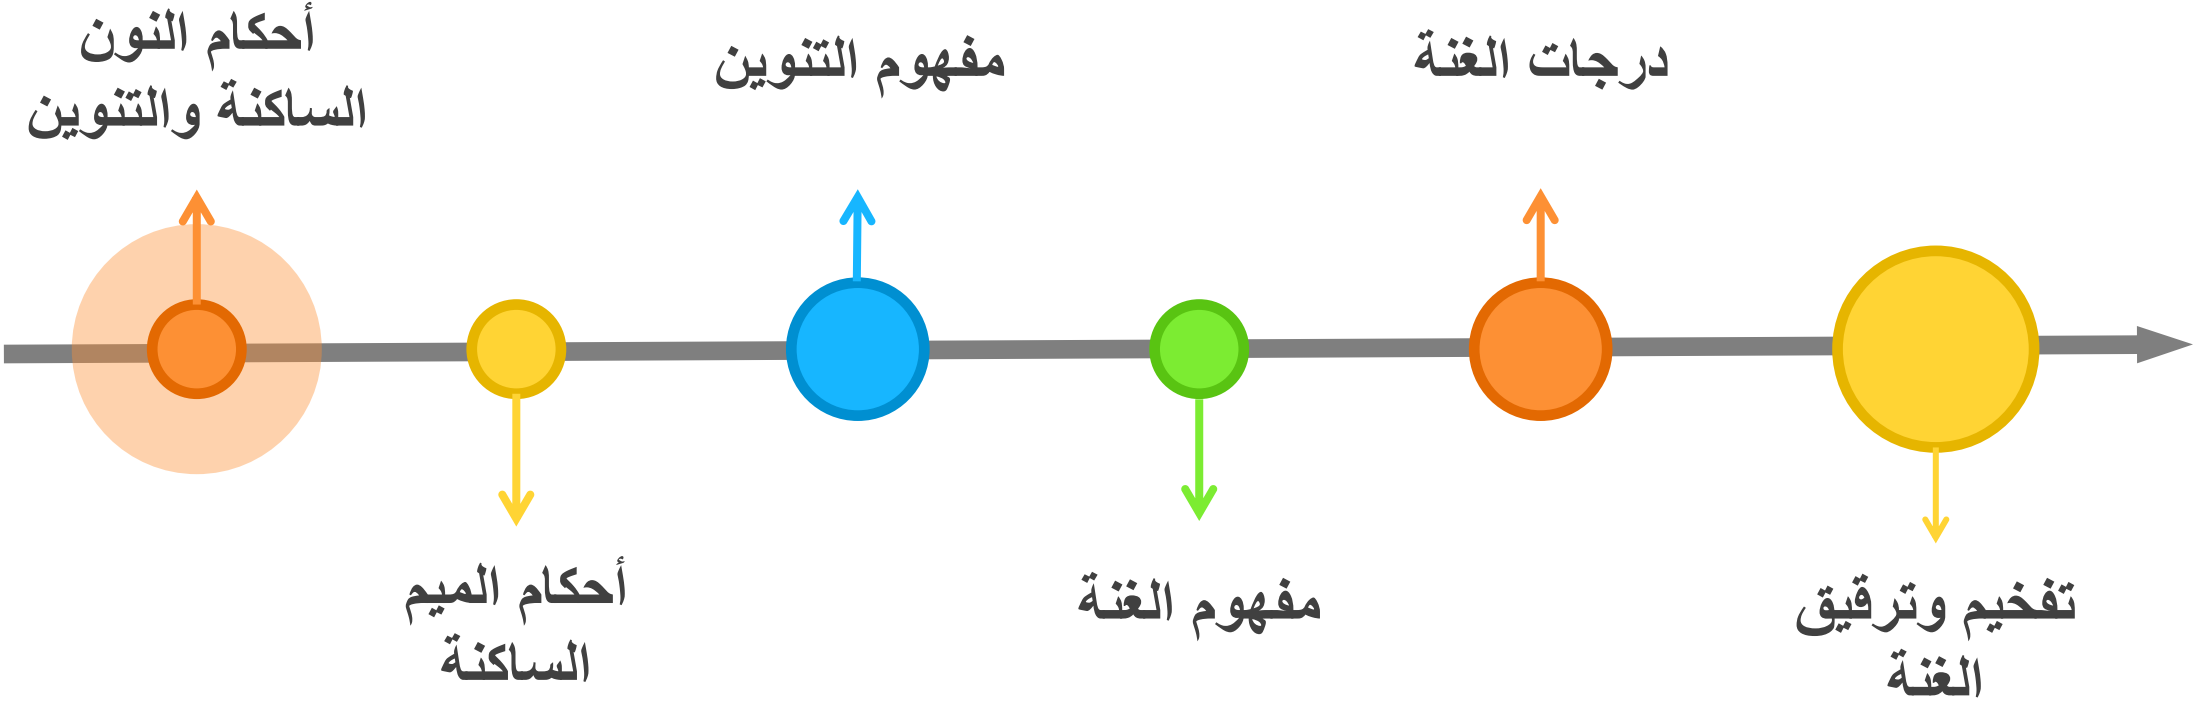 أحكام النون
الساكنة والتنوين
أحكام الميم
الساكنة
مفهوم التنوين
مفهوم الغنة
درجات الغنة
تفخيم وترقيق
الغنة